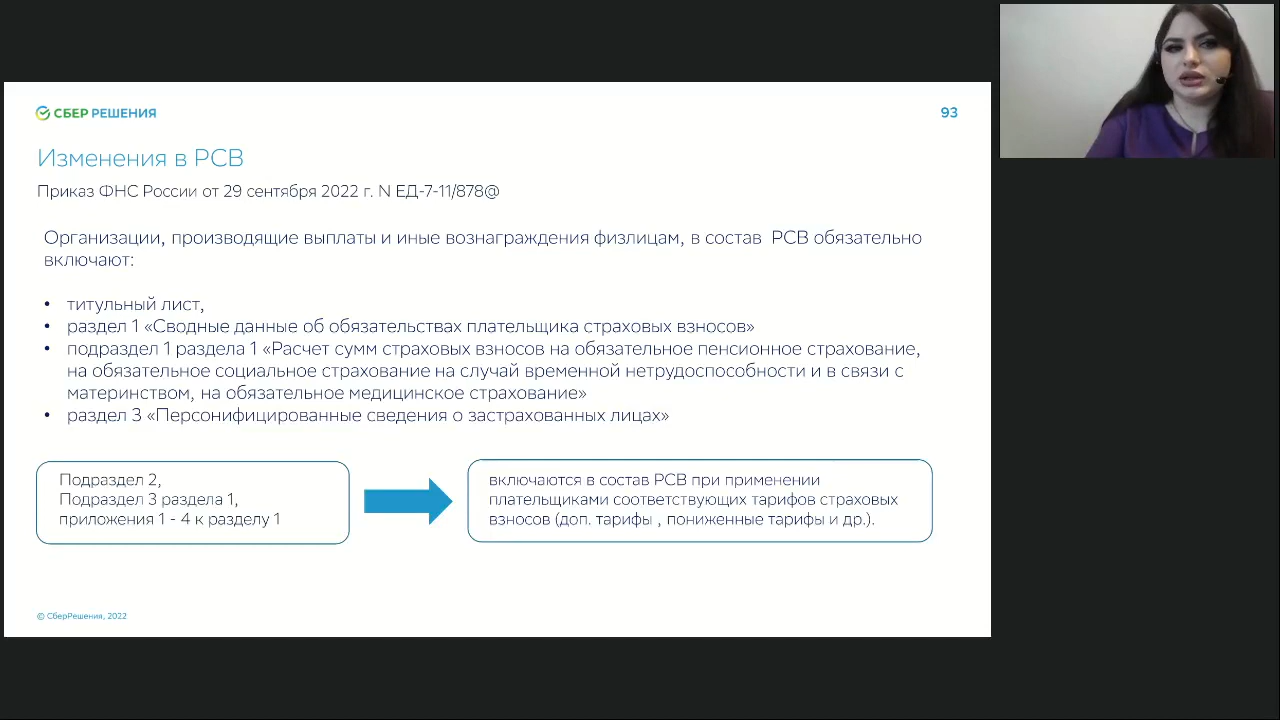 СБЕР РЕШЕНИЯ
93
Изменения в РСВ
Приказ ФНС России от 29 сентября 2022 г. N ЕД-7-11/878@
Организации, производящие выплаты и иные вознаграждения физлицам, в состав РСВ обязательно
включают:
• титульный лист,
• раздел 1 «Сводные данные об обязательствах плательщика страховых взносов»
• подраздел 1 раздела 1 «Расчет сумм страховых взносов на обязательное пенсионное страхование,
на обязательное социальное страхование на случай временной нетрудоспособности и в связи с
материнством, на обязательное медицинское страхование»
• раздел 3 «Персонифицированные сведения о застрахованных лицах»
Подраздел 2,
Подраздел 3 раздела 1,
приложения 1 - 4 к разделу 1
включаются в состав РСВ при применении
плательщиками соответствующих тарифов страховых
взносов (доп. тарифы , пониженные тарифы и др.).
© СберРешения, 2022